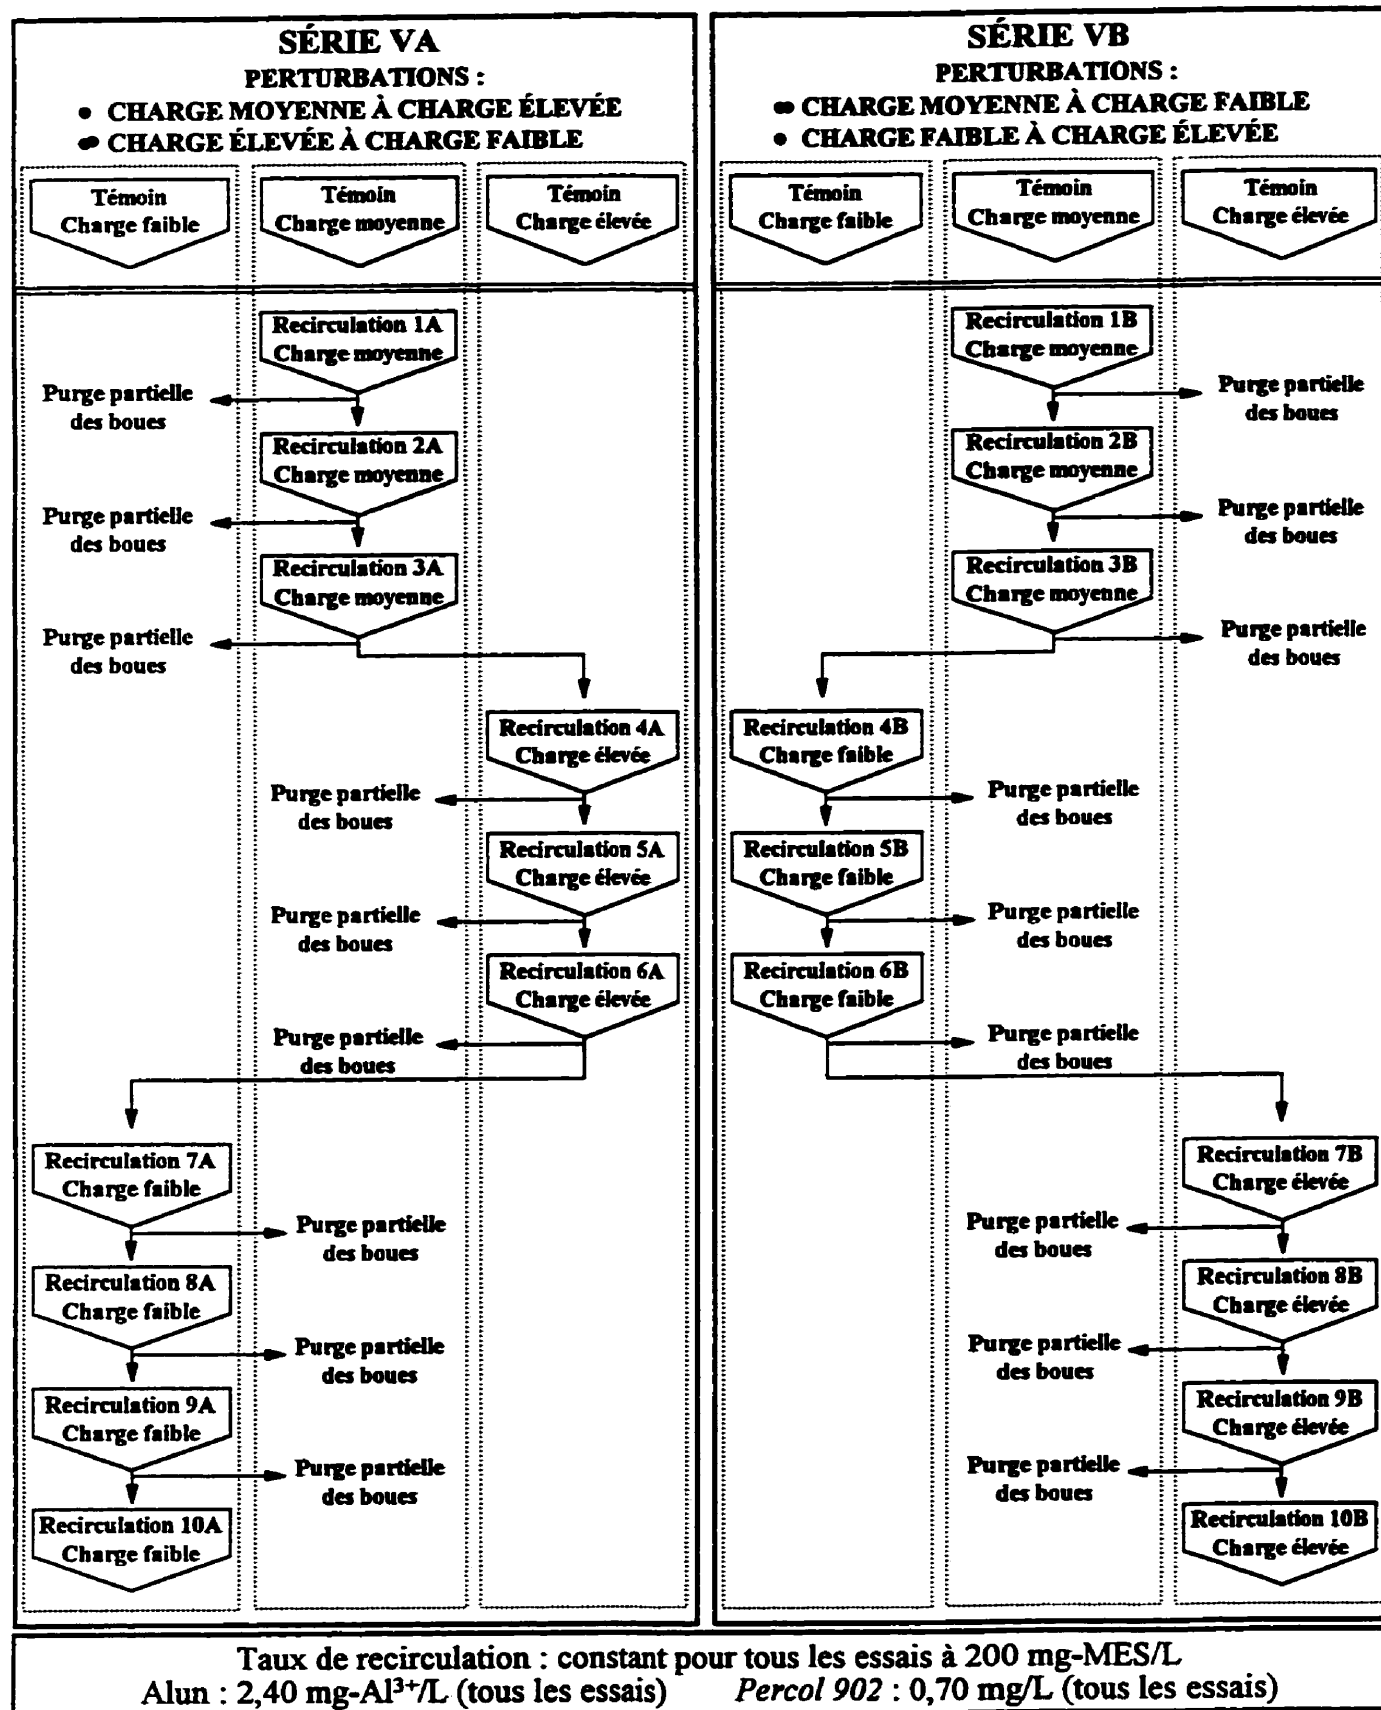 SÉRIE VA
PERTURBATIONS :
• CHARGE MOYENNE À CHARGE ÉLEVÉE
• CHARGE ÉLEVÉE À CHARGE FAIBLE
Témoin
Charge faible
Témoin
Charge moyenne
Témoin
Charge élevée
Recirculation 1A
Charge moyenne
Purge partielle
des boues
Recirculation 2A
Charge moyenne
Purge partielle
des boues
Recirculation 3A
Charge moyenne
Purge partielle
des boues
Recirculation 4A
Charge élevée
Purge partielle
des boues
Recirculation 5A
Charge élevée
Purge partielle
des boues
Recirculation 6A
Charge élevée
Purge partielle
des boues
Recirculation 7A
Charge faible
Purge partielle
des boues
Recirculation 8A
Charge faible
Purge partielle
des boues
Recirculation 9A
Charge faible
Purge partielle
des boues
Recirculation 10A
Charge faible
SÉRIE VB
PERTURBATIONS :
• CHARGE MOYENNE À CHARGE FAIBLE
• CHARGE FAIBLE À CHARGE ÉLEVÉE
Témoin
Charge faible
Témoin
Charge moyenne
Témoin
Charge élevée
Recirculation 1B
Charge moyenne
Purge partielle
des boues
Recirculation 2B
Charge moyenne
Purge partielle
des boues
Recirculation 3B
Charge moyenne
Purge partielle
des boues
Recirculation 4B
Charge faible
Purge partielle
des boues
Recirculation 5B
Charge faible
Purge partielle
des boues
Recirculation 6B
Charge faible
Purge partielle
des boues
Recirculation 7B
Charge élevée
Purge partielle
des boues
Recirculation 8B
Charge élevée
Purge partielle
des boues
Recirculation 9B
Charge élevée
Purge partielle
des boues
Recirculation 10B
Charge élevée
Taux de recirculation : constant pour tous les essais à 200 mg-MES/L
Alun : 2,40 mg-Al³⁺/L (tous les essais) Percol 902 : 0,70 mg/L (tous les essais)